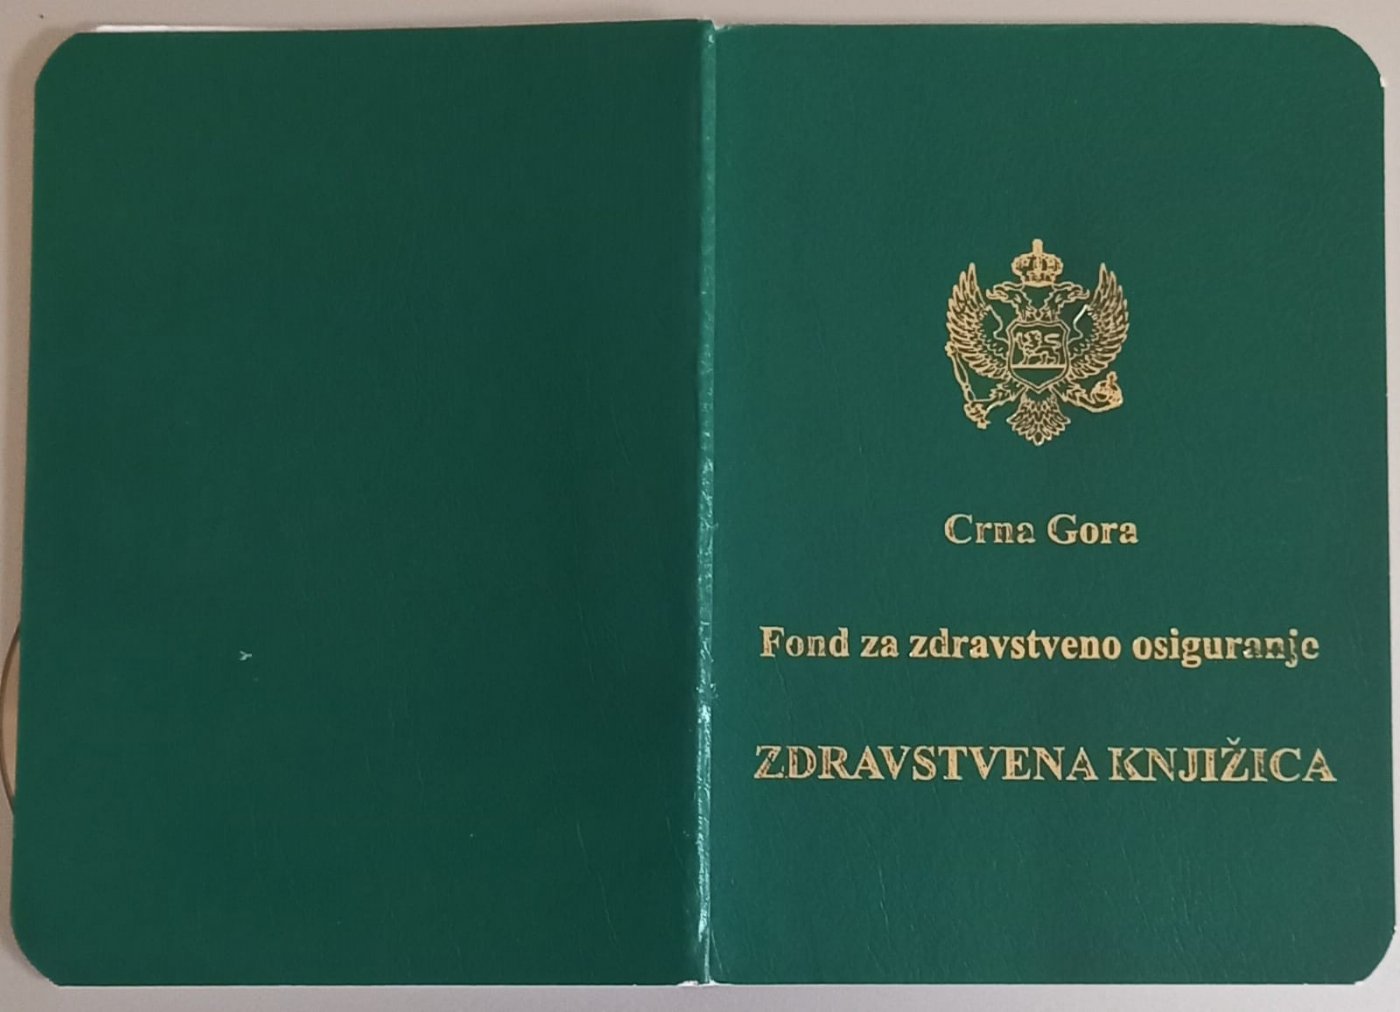 Crna Gora
Fond za zdravstveno osiguranje
ZDRAVSTVENA KNJIŽICA